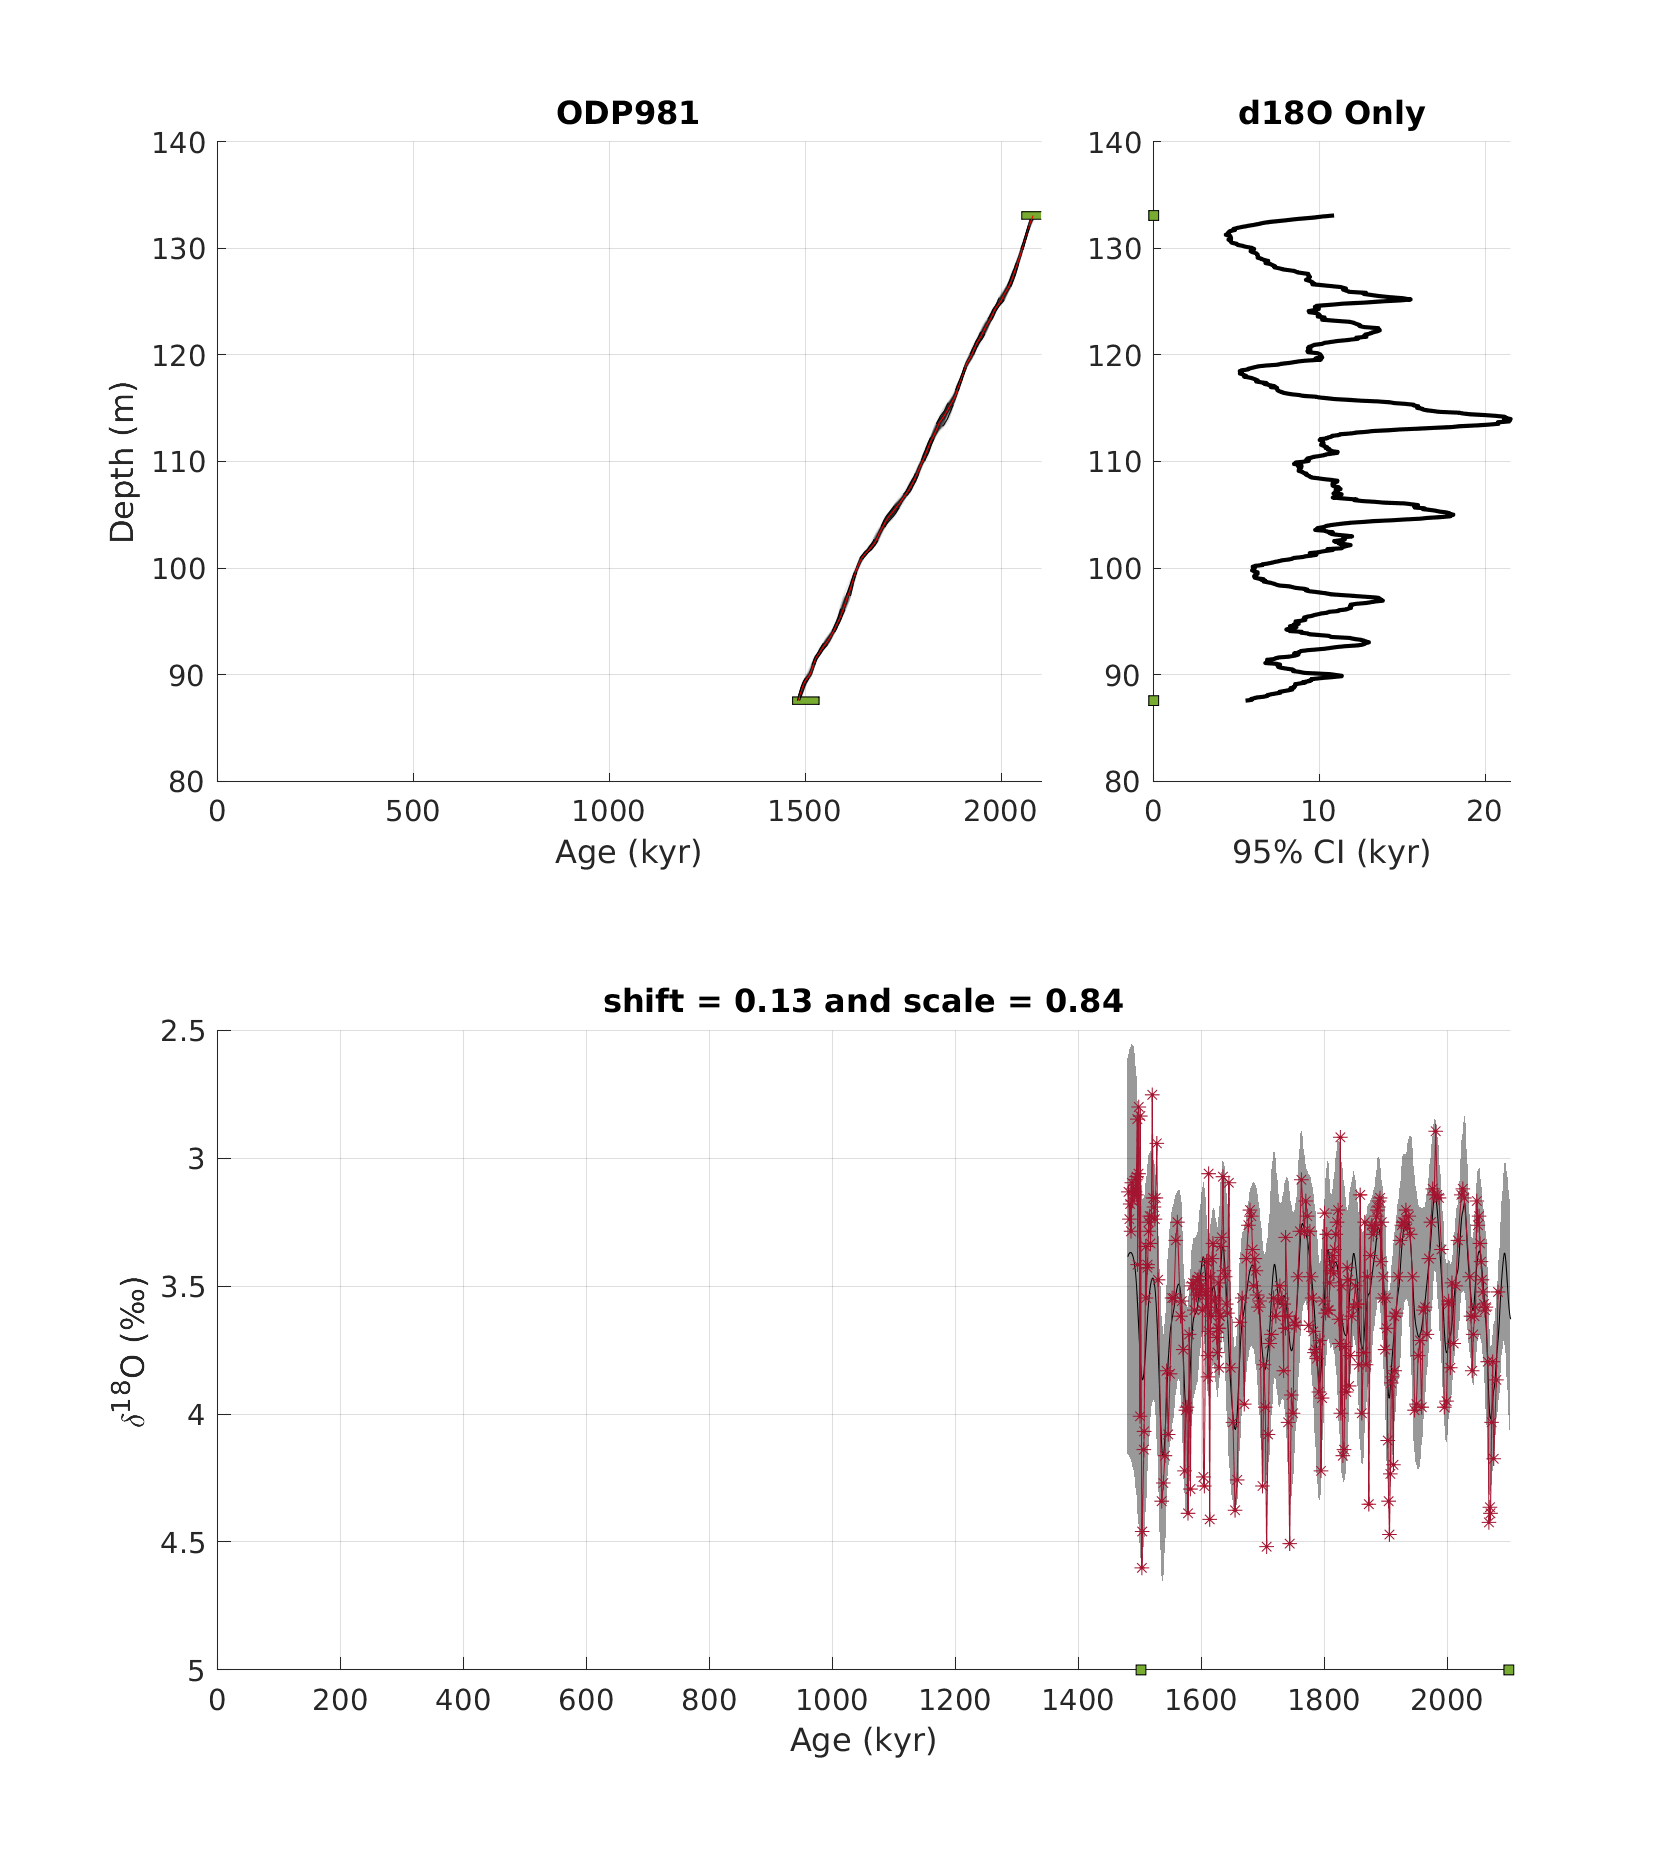 ODP981
d18O Only
140
130
120
110
100
90
80
Depth (m)
0 500 1000 1500 2000
Age (kyr)
140
130
120
110
100
90
80
0 10 20
95% CI (kyr)
shift = 0.13 and scale = 0.84
2.5
3
3.5
4
4.5
5
δ¹⁸O (‰)
0 200 400 600 800 1000 1200 1400 1600 1800 2000
Age (kyr)